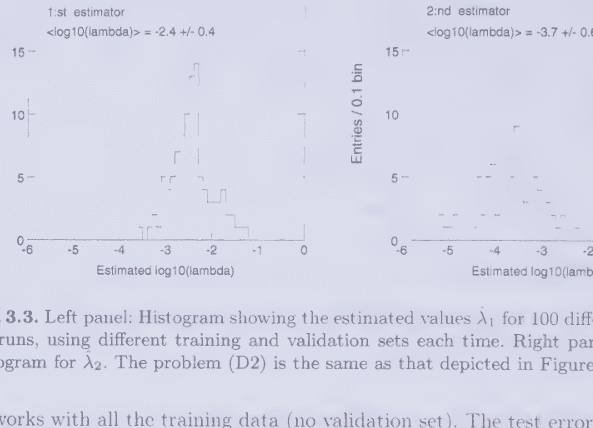 1:st estimator
<log10(lambda)> = -2.4 +/- 0.4
15
10
5
0
-6 -5 -4 -3 -2 -1 0
Estimated log10(lambda)
2:nd estimator
<log10(lambda)> = -3.7 +/- 0.6
Entries / 0.1 bin
15
10
5
0
-6 -5 -4 -3 -2
Estimated log10(lamb
3.3. Left panel: Histogram showing the estimated values λ̂1 for 100 diff
runs, using different training and validation sets each time. Right pan
ogram for λ̂2. The problem (D2) is the same as that depicted in Figure
works with all the training data (no validation set). The test error